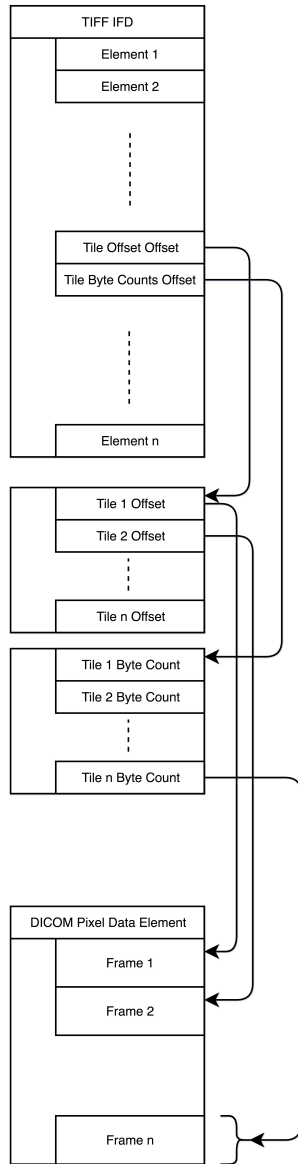 TIFF IFD
Element 1
Element 2
Tile Offset Offset
Tile Byte Counts Offset
Element n
Tile 1 Offset
Tile 2 Offset
Tile n Offset
Tile 1 Byte Count
Tile 2 Byte Count
Tile n Byte Count
DICOM Pixel Data Element
Frame 1
Frame 2
Frame n